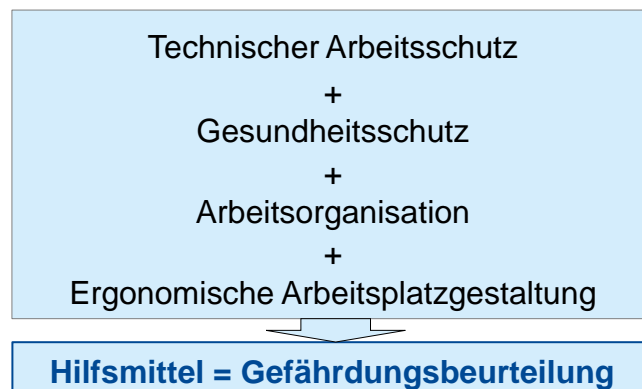 Technischer Arbeitsschutz
+
Gesundheitsschutz
+
Arbeitsorganisation
+
Ergonomische Arbeitsplatzgestaltung
Hilfsmittel = Gefährdungsbeurteilung